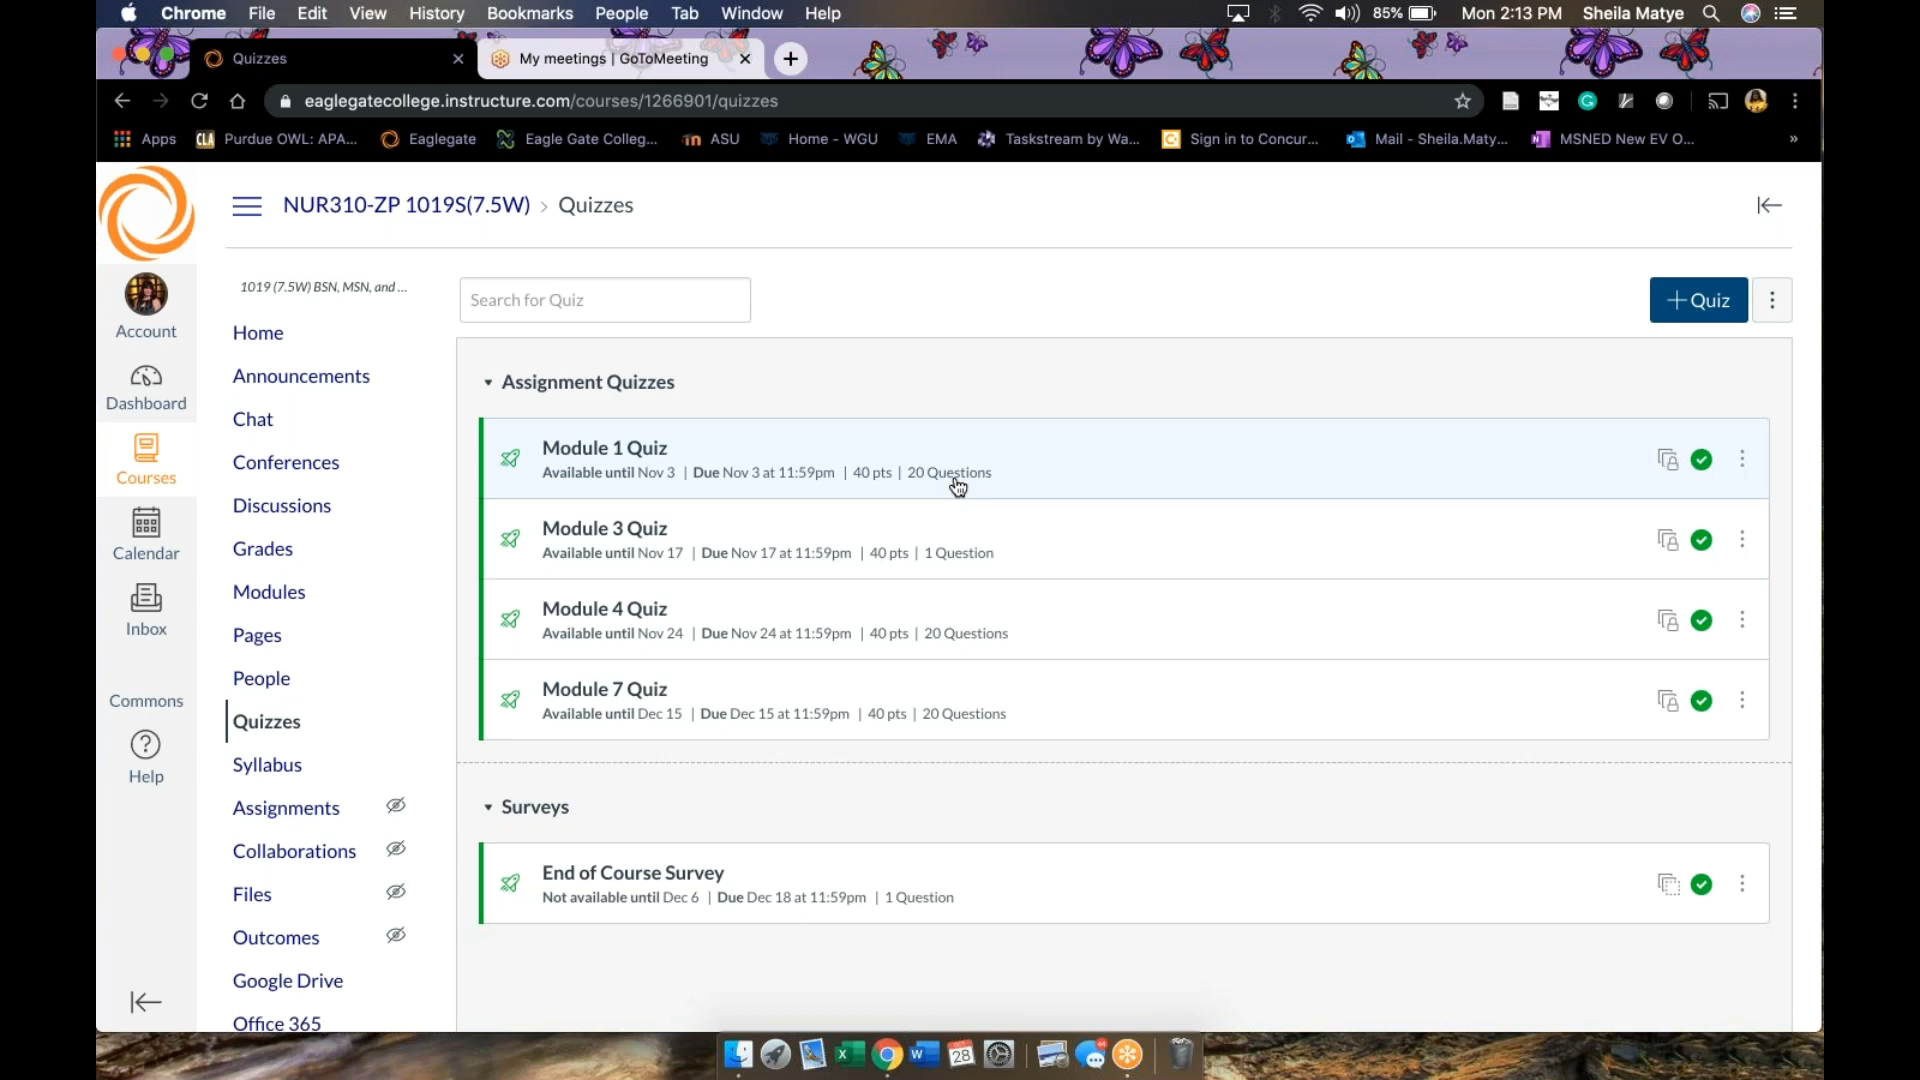 Chrome File Edit View History Bookmarks People Tab Window Help 85% Mon 2:13 PM Sheila Matye
Quizzes
My meetings | GoToMeeting
eaglegatecollege.instructure.com/courses/1266901/quizzes
Apps CLA Purdue OWL: APA... Eaglegate Eagle Gate Colleg... ASU Home - WGU EMA Taskstream by Wa... Sign in to Concur... Mail - Sheila.Maty... MSNED New EV O... »
NUR310-ZP 1019S(7.5W) › Quizzes
Account
Dashboard
Courses
Calendar
Inbox
Commons
Help
1019 (7.5W) BSN, MSN, and ...
Home
Announcements
Chat
Conferences
Discussions
Grades
Modules
Pages
People
Quizzes
Syllabus
Assignments
Collaborations
Files
Outcomes
Google Drive
Office 365
Search for Quiz
+ Quiz
Assignment Quizzes
Module 1 Quiz
Available until Nov 3 | Due Nov 3 at 11:59pm | 40 pts | 20 Questions
Module 3 Quiz
Available until Nov 17 | Due Nov 17 at 11:59pm | 40 pts | 1 Question
Module 4 Quiz
Available until Nov 24 | Due Nov 24 at 11:59pm | 40 pts | 20 Questions
Module 7 Quiz
Available until Dec 15 | Due Dec 15 at 11:59pm | 40 pts | 20 Questions
Surveys
End of Course Survey
Not available until Dec 6 | Due Dec 18 at 11:59pm | 1 Question
28